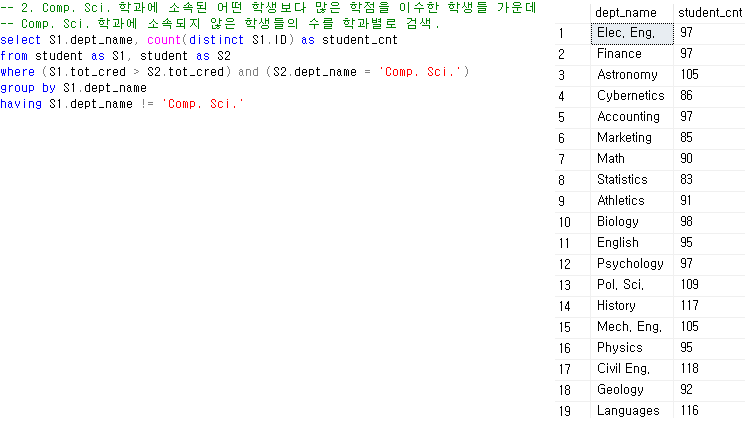 -- 2. Comp. Sci. 학과에 소속된 어떤 학생보다 많은 학점을 이수한 학생들 가운데
-- Comp. Sci. 학과에 소속되지 않은 학생들의 수를 학과별로 검색.
select S1.dept_name, count(distinct S1.ID) as student_cnt
from student as S1, student as S2
where (S1.tot_cred > S2.tot_cred) and (S2.dept_name = 'Comp. Sci.')
group by S1.dept_name
having S1.dept_name != 'Comp. Sci.'
dept_name student_cnt
1 Elec. Eng. 97
2 Finance 97
3 Astronomy 105
4 Cybernetics 86
5 Accounting 97
6 Marketing 85
7 Math 90
8 Statistics 83
9 Athletics 91
10 Biology 98
11 English 95
12 Psychology 97
13 Pol. Sci. 109
14 History 117
15 Mech. Eng. 105
16 Physics 95
17 Civil Eng. 118
18 Geology 92
19 Languages 116